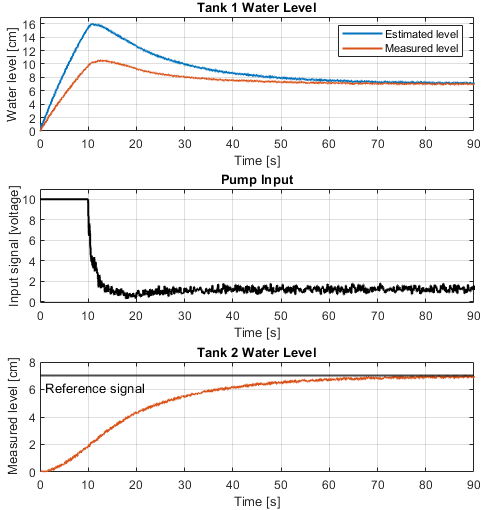 Tank 1 Water Level
Water level [cm]
16
14
12
10
8
6
4
2
0
Estimated level
Measured level
0 10 20 30 40 50 60 70 80 90
Time [s]
Pump Input
Input signal [voltage]
10
8
6
4
2
0
0 10 20 30 40 50 60 70 80 90
Time [s]
Tank 2 Water Level
Measured level [cm]
8
6
4
2
0
-Reference signal
0 10 20 30 40 50 60 70 80 90
Time [s]